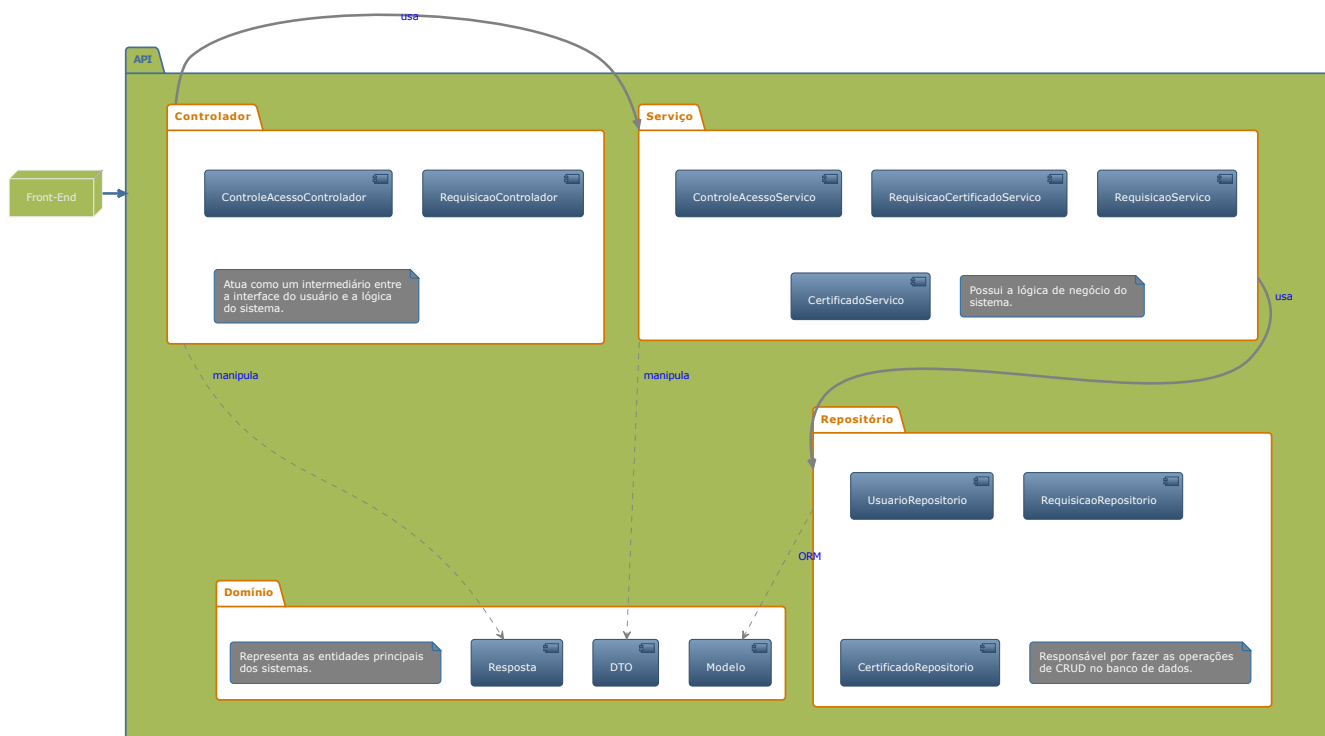 usa
API
Controlador
Serviço
Front-End
ControleAcessoControlador
RequisicaoControlador
ControleAcessoServico
RequisicaoCertificadoServico
RequisicaoServico
Atua como um intermediário entre
a interface do usuário e a lógica
do sistema.
CertificadoServico
Possui a lógica de negócio do
sistema.
usa
manipula
manipula
Repositório
UsuarioRepositorio
RequisicaoRepositorio
ORM
Domínio
Representa as entidades principais
dos sistemas.
Resposta
DTO
Modelo
CertificadoRepositorio
Responsável por fazer as operações
de CRUD no banco de dados.